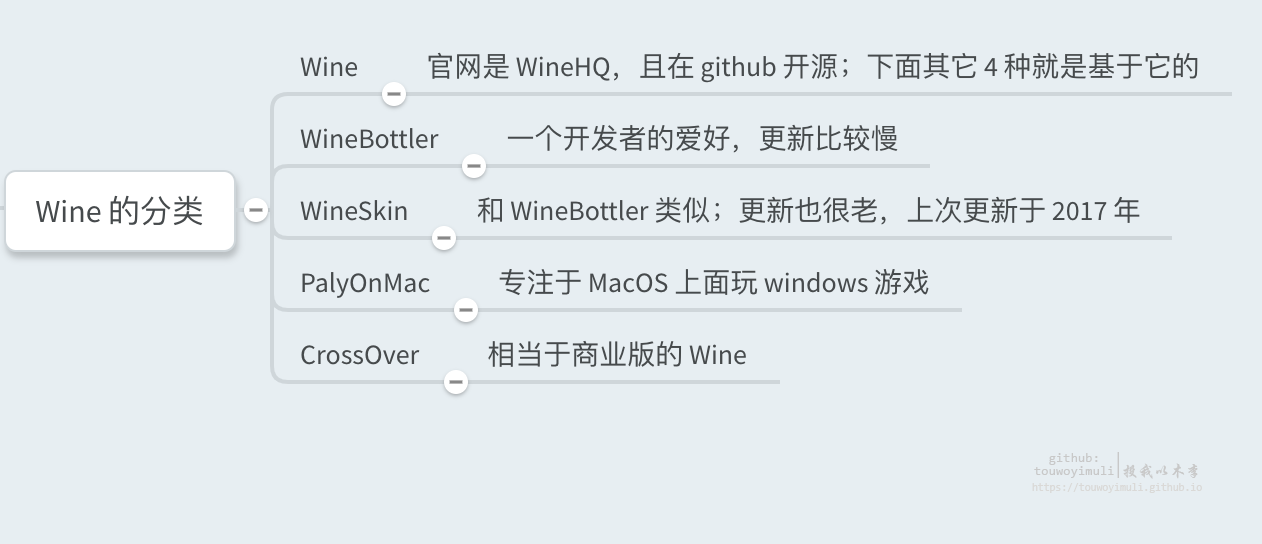 Wine 官网是 WineHQ，且在 github 开源；下面其它 4 种就是基于它的
WineBottler 一个开发者的爱好，更新比较慢
Wine 的分类
WineSkin 和 WineBottler 类似；更新也很老，上次更新于 2017 年
PalyOnMac 专注于 MacOS 上面玩 windows 游戏
CrossOver 相当于商业版的 Wine
github:
touwoyimuli 投我以木李
https://touwoyimuli.github.io